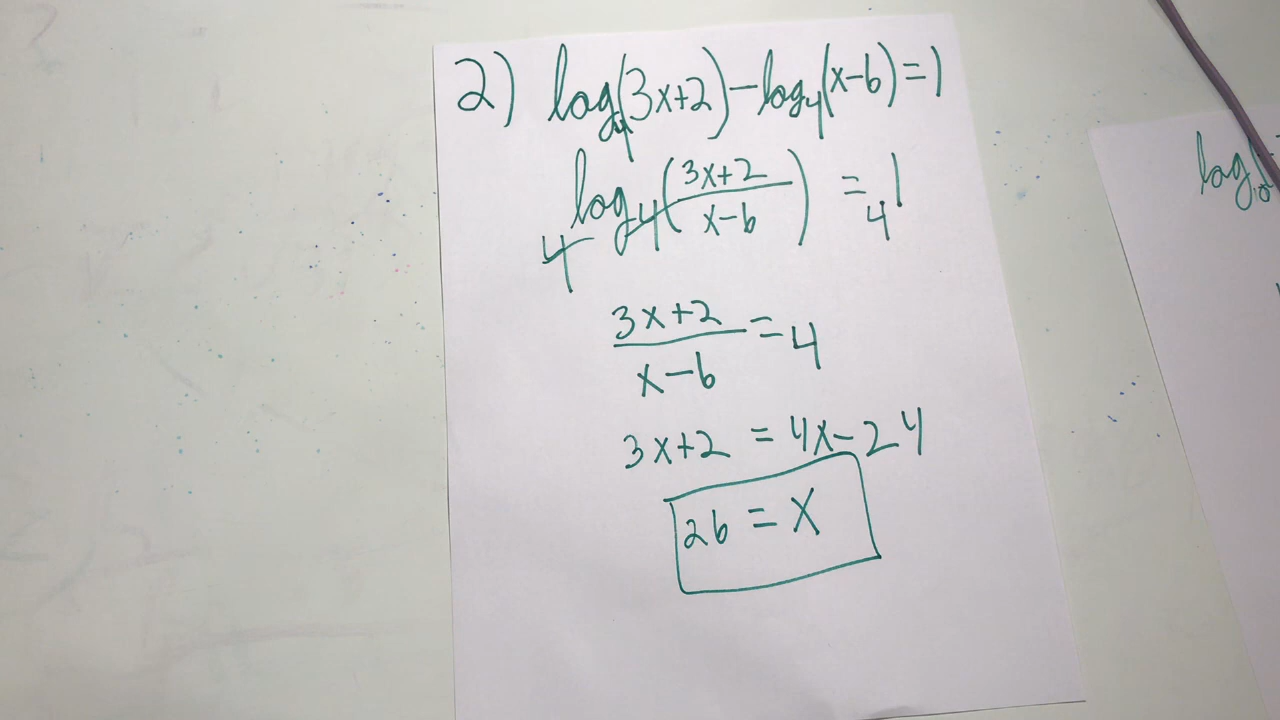 2) log₄(3x+2)-log₄(x-6)=1
4^log₄((3x+2)/(x-6)) = 4^1
(3x+2)/(x-6) = 4
3x+2 = 4x-24
26 = x
log